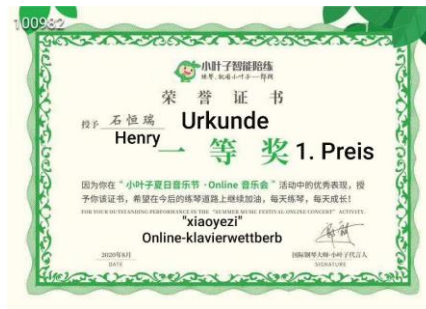 100982
小叶子智能陪练
练琴,就看小叶子一得朗
荣誉证书
授予 石恒瑞 Urkunde
Henry 一等奖 1. Preis
因为你在“小叶子夏日音乐节·Online 音乐会”活动中的优秀表现,授
予你该证书,希望在今后的练琴道路上继续加油,每天练琴,每天成长!
FOR YOUR OUTSTANDING PERFORMANCE IN THE "SUMMER MUSIC FESTIVAL·ONLINE CONCERT" ACTIVITY.
"xiaoyezi"
Online-klavierwettberb
2020年8月 国际钢琴大师·小叶子代言人
DATE SIGNATURE